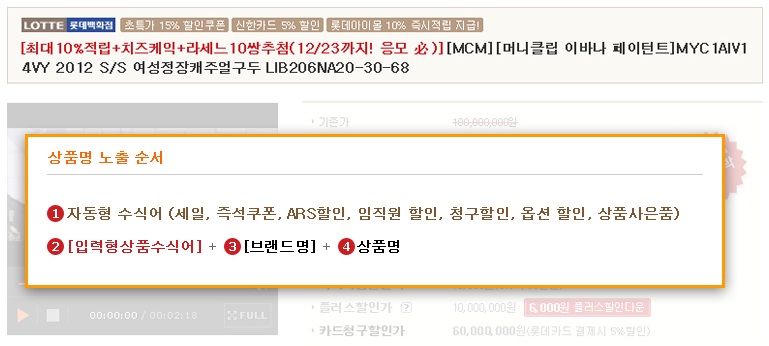 LOTTE 롯데백화점 초특가 15% 할인쿠폰 신한카드 5% 할인 롯데아이몰 10% 즉시적립 지급!
[최대10%적립+치즈케익+라세느10쌍추첨(12/23까지! 응모 必)] [MCM] [머니클립 이바나 페이턴트]MYC1AIV1
4VY 2012 S/S 여성정장캐주얼구두 LIB206NA20-30-68
기존가 100,000,000원
상품명 노출 순서
1 자동형 수식어 (세일, 즉석쿠폰, ARS할인, 임직원 할인, 청구할인, 옵션 할인, 상품사은품)
2 [입력형상품수식어] + 3 [브랜드명] + 4 상품명
플러스할인가 ? 10,000,000원 6,000원 플러스할인다운
00:00:00 / 00:02:18 FULL
카드청구할인가 60,000,000원(롯데카드 결제시 5%할인)